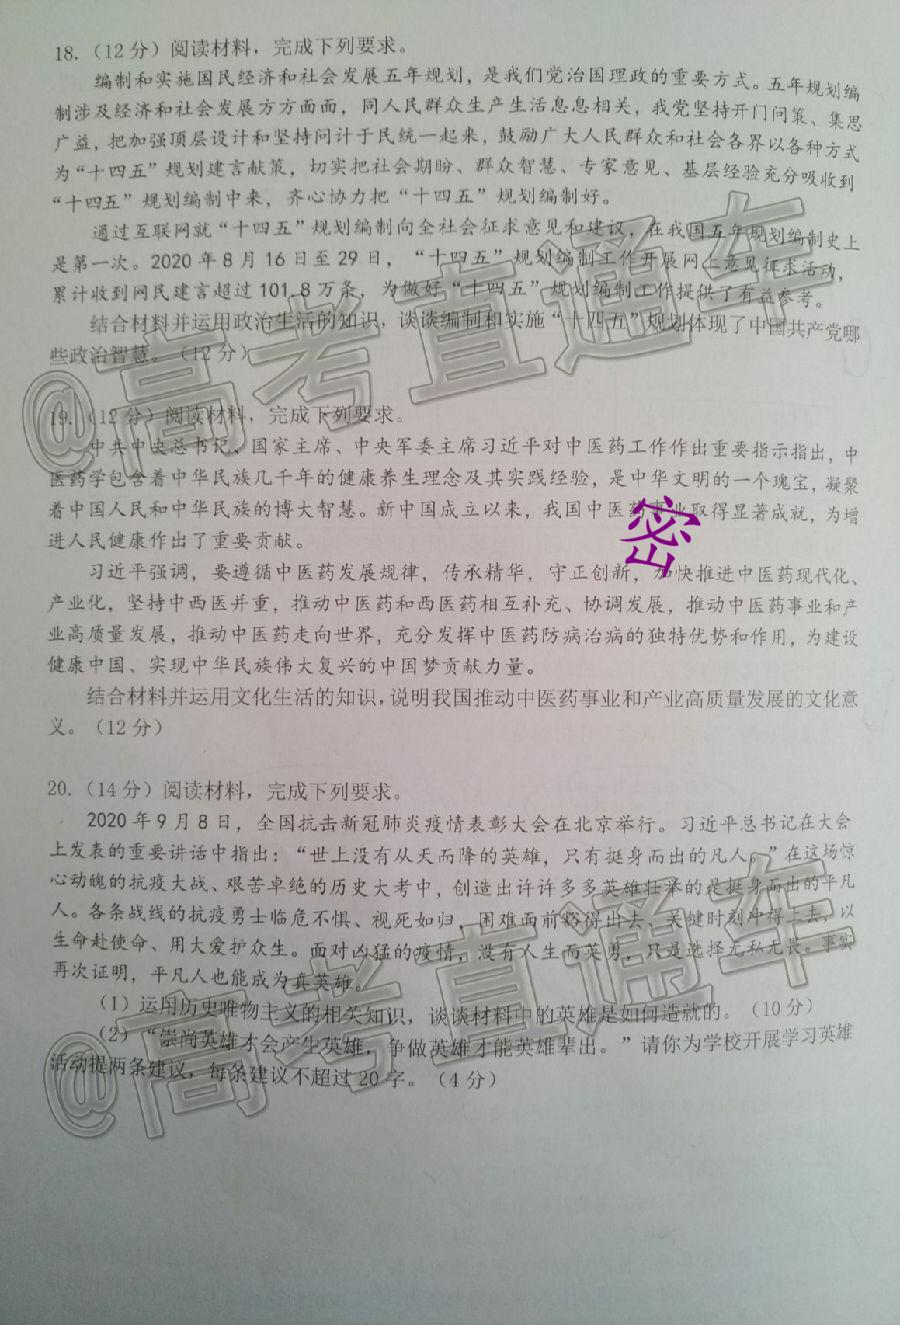 18.（12分）阅读材料，完成下列要求。
编制和实施国民经济和社会发展五年规划，是我们党治国理政的重要方式。五年规划编
制涉及经济和社会发展方方面面，同人民群众生产生活息息相关，我党坚持开门问策、集思
广益，把加强顶层设计和坚持问计于民统一起来，鼓励广大人民群众和社会各界以各种方式
为“十四五”规划建言献策，切实把社会期盼、群众智慧、专家意见、基层经验充分吸收到
“十四五”规划编制中来，齐心协力把“十四五”规划编制好。
通过互联网就“十四五”规划编制向全社会征求意见和建议，在我国五年规划编制史上
是第一次。2020年8月16日至29日，“十四五”规划编制工作开展网上意见征求活动，
累计收到网民建言超过101.8万条，为做好“十四五”规划编制工作提供了有益参考。
结合材料并运用政治生活的知识，谈谈编制和实施“十四五”规划体现了中国共产党哪
些政治智慧。（12分）
19.（12分）阅读材料，完成下列要求。
中共中央总书记、国家主席、中央军委主席习近平对中医药工作作出重要指示指出，中
医药学包含着中华民族几千年的健康养生理念及其实践经验，是中华文明的一个瑰宝，凝聚
着中国人民和中华民族的博大智慧。新中国成立以来，我国中医药事业取得显著成就，为增
进人民健康作出了重要贡献。
习近平强调，要遵循中医药发展规律，传承精华，守正创新，加快推进中医药现代化、
产业化，坚持中西医并重，推动中医药和西医药相互补充、协调发展，推动中医药事业和产
业高质量发展，推动中医药走向世界，充分发挥中医药防病治病的独特优势和作用，为建设
健康中国、实现中华民族伟大复兴的中国梦贡献力量。
结合材料并运用文化生活的知识，说明我国推动中医药事业和产业高质量发展的文化意
义。（12分）
20.（14分）阅读材料，完成下列要求。
2020年9月8日，全国抗击新冠肺炎疫情表彰大会在北京举行。习近平总书记在大会
上发表的重要讲话中指出：“世上没有从天而降的英雄，只有挺身而出的凡人。”在这场惊
心动魄的抗疫大战、艰苦卓绝的历史大考中，创造出许许多多英雄壮举的是挺身而出的平凡
人。各条战线的抗疫勇士临危不惧、视死如归，困难面前豁得出去、关键时刻冲得上去，以
生命赴使命、用大爱护众生。面对凶猛的疫情，没有人生而英勇，只是选择无私无畏。事实
再次证明，平凡人也能成为真英雄。
（1）运用历史唯物主义的相关知识，谈谈材料中的英雄是如何造就的。（10分）
（2）“崇尚英雄才会产生英雄，争做英雄才能英雄辈出。”请你为学校开展学习英雄
活动提两条建议，每条建议不超过20字。（4分）
@高考直通车
密
@高考直通车